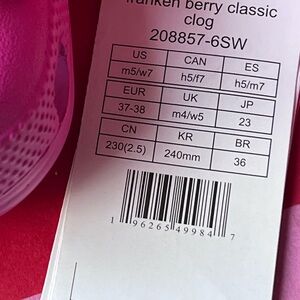 franken berry classic
clog
208857-6SW
US CAN ES
m5/w7 h5/f7 h5/m7
EUR UK JP
37-38 m4/w5 23
CN KR BR
230(2.5) 240mm 36
1 96265 49984 7